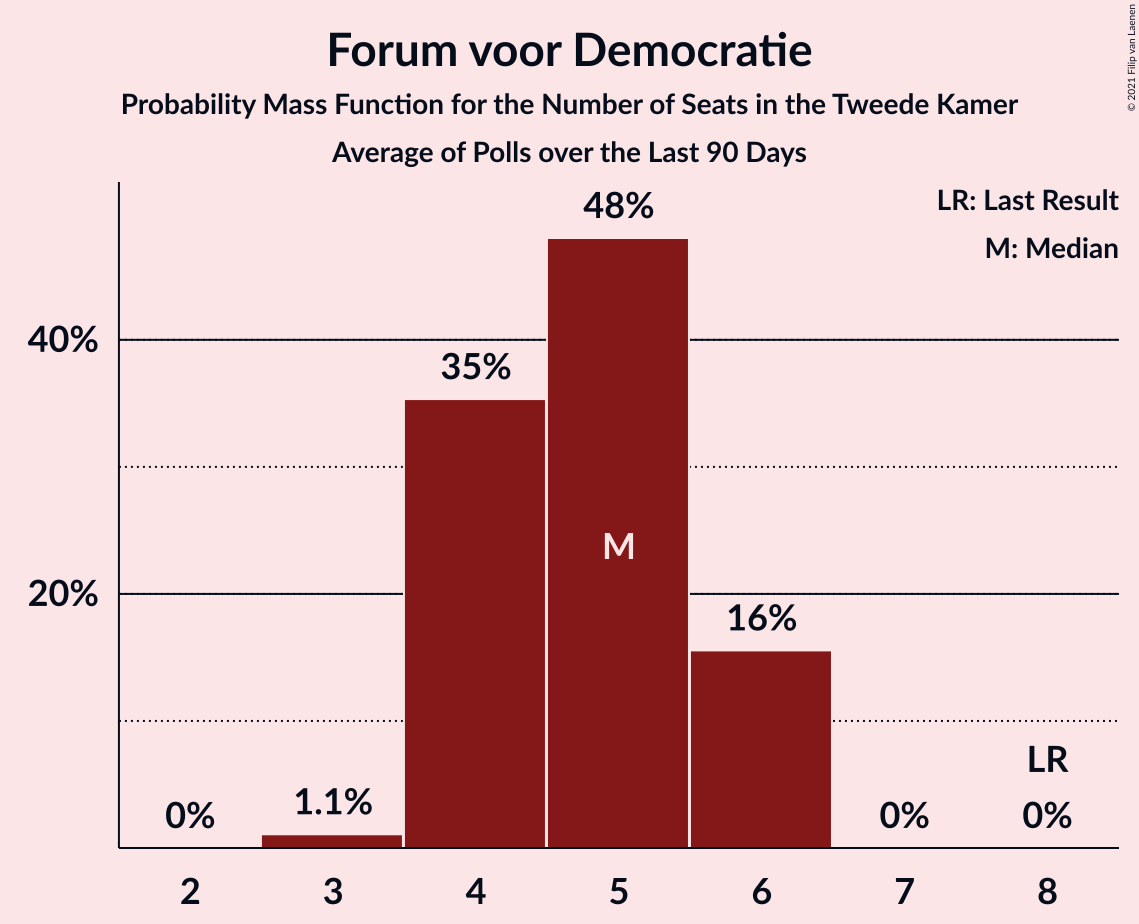 Forum voor Democratie
Probability Mass Function for the Number of Seats in the Tweede Kamer
Average of Polls over the Last 90 Days
© 2021 Filip van Laenen
LR: Last Result
M: Median
48%
40%
35%
M
20%
16%
LR
0%
1.1%
0%
0%
2
3
4
5
6
7
8